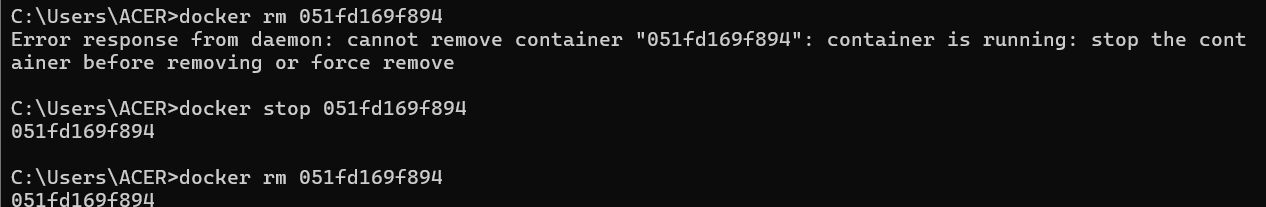 C:\Users\ACER>docker rm 051fd169f894
Error response from daemon: cannot remove container "051fd169f894": container is running: stop the cont
ainer before removing or force remove
C:\Users\ACER>docker stop 051fd169f894
051fd169f894
C:\Users\ACER>docker rm 051fd169f894
051fd169f894